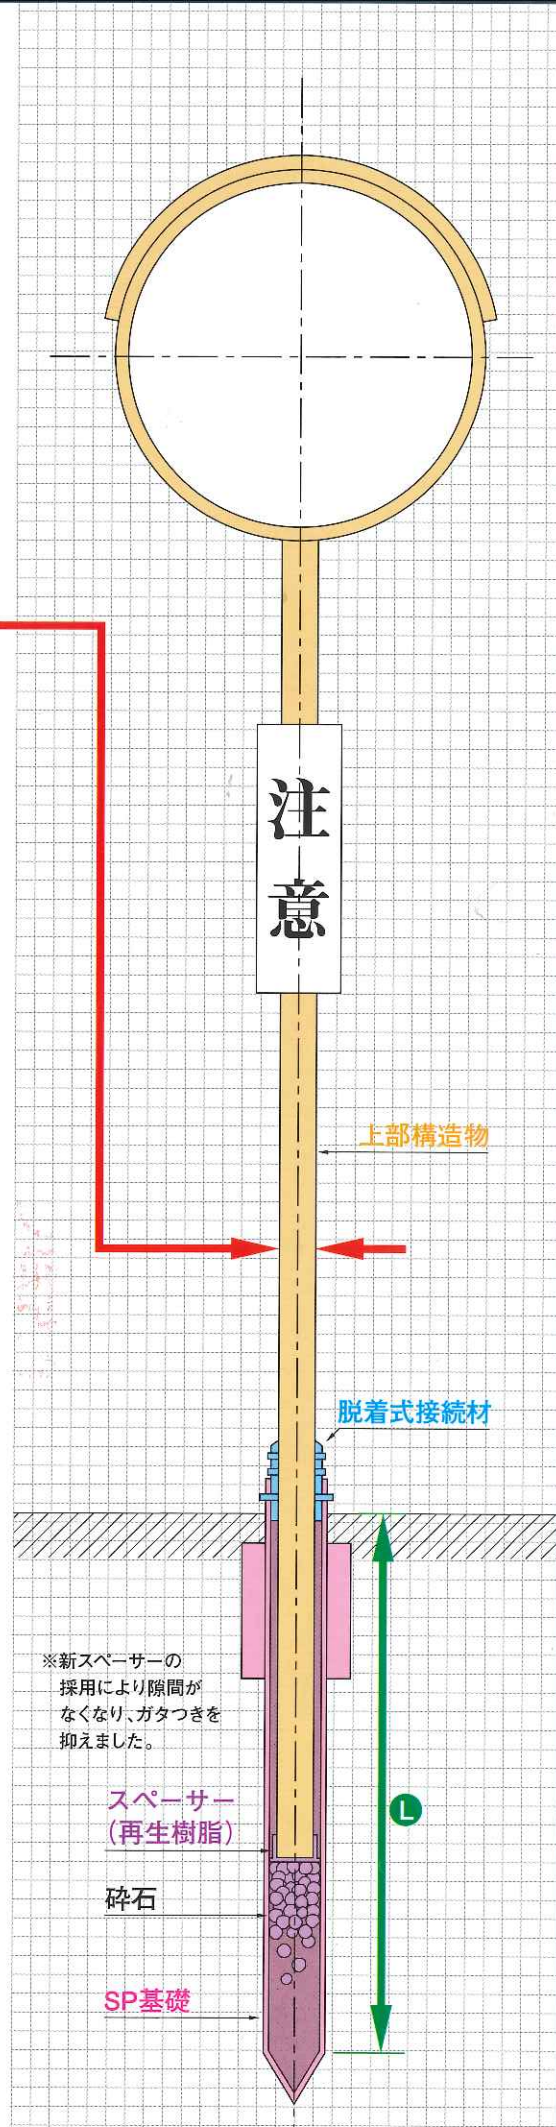 注
意
上部構造物
脱着式接続材
※新スペーサーの
採用により隙間が
なくなり、ガタつきを
抑えました。
L
スペーサー
(再生樹脂)
砕石
SP基礎